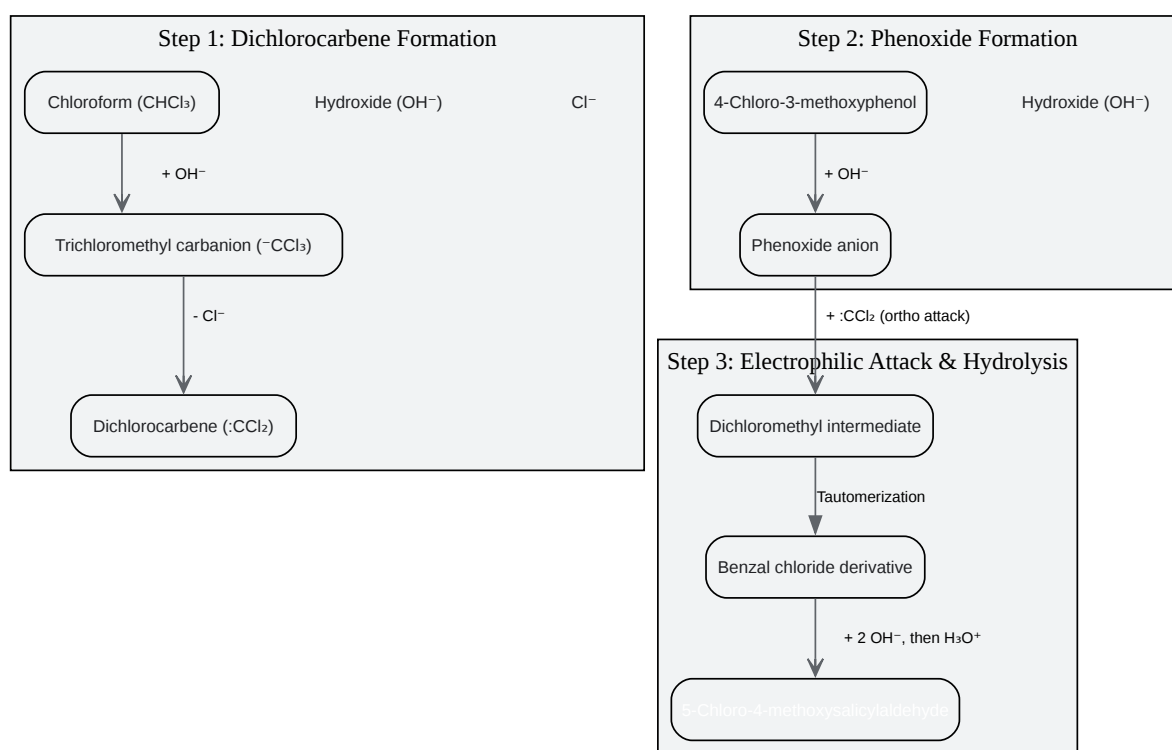 Step 1: Dichlorocarbene Formation
Chloroform (CHCl₃)
Hydroxide (OH⁻)
Cl⁻
+ OH⁻
Trichloromethyl carbanion (⁻CCl₃)
- Cl⁻
Dichlorocarbene (:CCl₂)
Step 2: Phenoxide Formation
4-Chloro-3-methoxyphenol
Hydroxide (OH⁻)
+ OH⁻
Phenoxide anion
+ :CCl₂ (ortho attack)
Step 3: Electrophilic Attack & Hydrolysis
Dichloromethyl intermediate
Tautomerization
Benzal chloride derivative
+ 2 OH⁻, then H₃O⁺
5-Chloro-4-methoxysalicylaldehyde